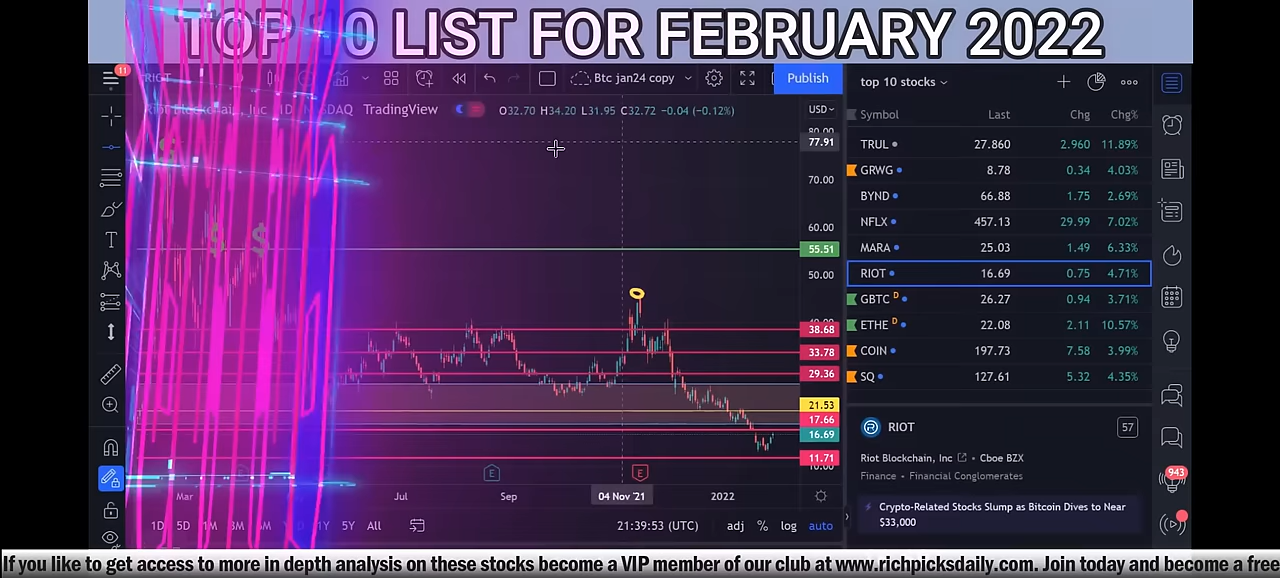 TOP 10 LIST FOR FEBRUARY 2022
11
RIOT
Btc jan24 copy
Publish
top 10 stocks
Riot Blockchain, Inc · 1D · NASDAQ TradingView O32.70 H34.20 L31.95 C32.72 −0.04 (−0.12%)
USD
80.00
77.91
70.00
60.00
55.51
50.00
40.00
38.68
33.78
29.36
21.53
17.66
16.69
11.71
10.00
$ $
E E
Mar Jul Sep 04 Nov '21 2022
1D 5D 1M 3M 6M 1Y 5Y All 21:39:53 (UTC) adj % log auto
Symbol Last Chg Chg%
TRUL 27.860 2.960 11.89%
GRWG 8.78 0.34 4.03%
BYND 66.88 1.75 2.69%
NFLX 457.13 29.99 7.02%
MARA 25.03 1.49 6.33%
RIOT 16.69 0.75 4.71%
GBTC D 26.27 0.94 3.71%
ETHE D 22.08 2.11 10.57%
COIN 197.73 7.58 3.99%
SQ 127.61 5.32 4.35%
RIOT 57
Riot Blockchain, Inc • Cboe BZX
Finance • Financial Conglomerates
Crypto-Related Stocks Slump as Bitcoin Dives to Near
$33,000
943
If you like to get access to more in depth analysis on these stocks become a VIP member of our club at www.richpicksdaily.com. Join today and become a free